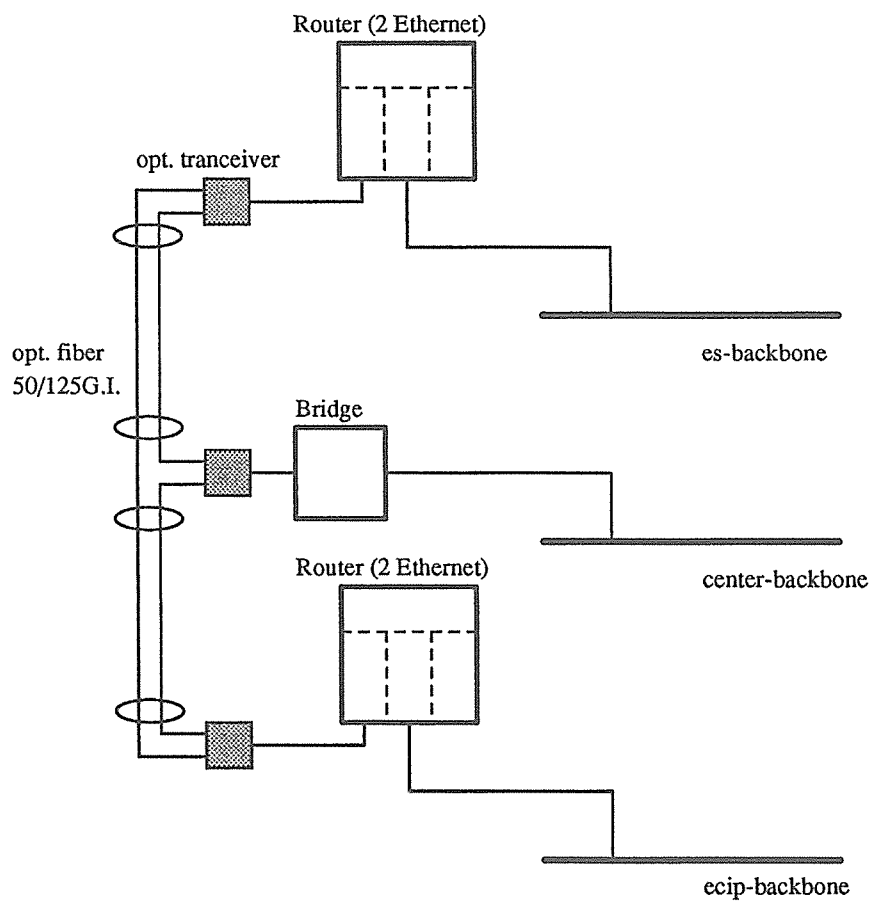 Router (2 Ethernet)
opt. tranceiver
opt. fiber
50/125G.I.
es-backbone
Bridge
center-backbone
Router (2 Ethernet)
ecip-backbone